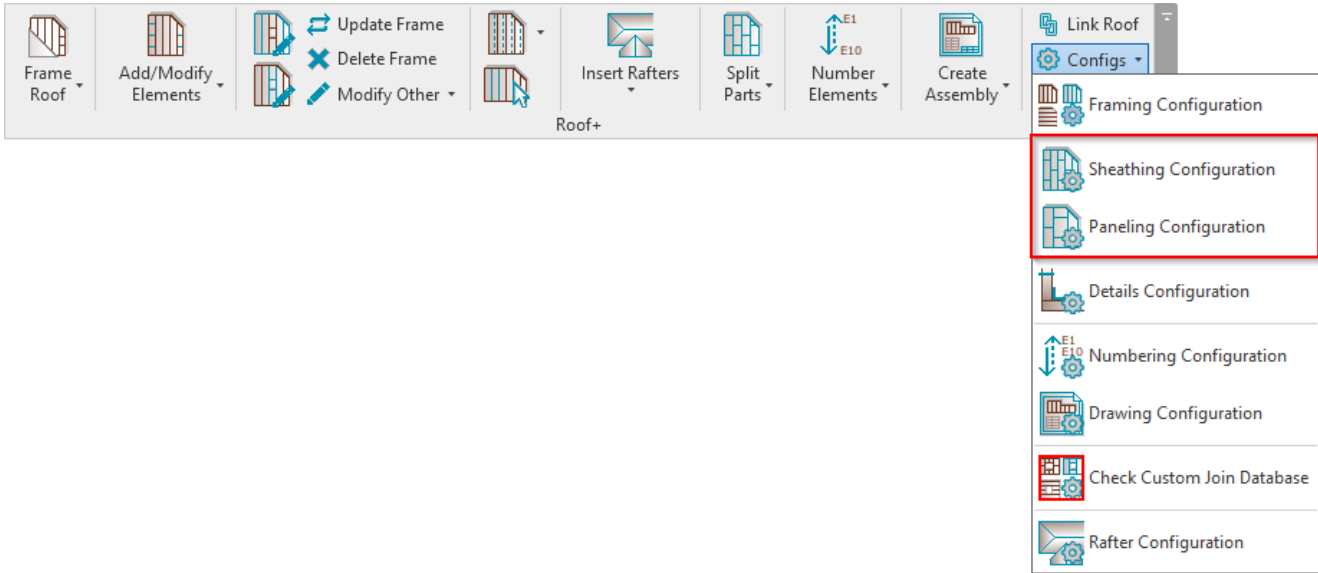 Frame
Roof
Add/Modify
Elements
Update Frame
Delete Frame
Modify Other
Insert Rafters
Split
Parts
E1
E10
Number
Elements
Create
Assembly
Link Roof
Configs
Roof+
Framing Configuration
Sheathing Configuration
Paneling Configuration
Details Configuration
E1
E10
Numbering Configuration
Drawing Configuration
Check Custom Join Database
Rafter Configuration